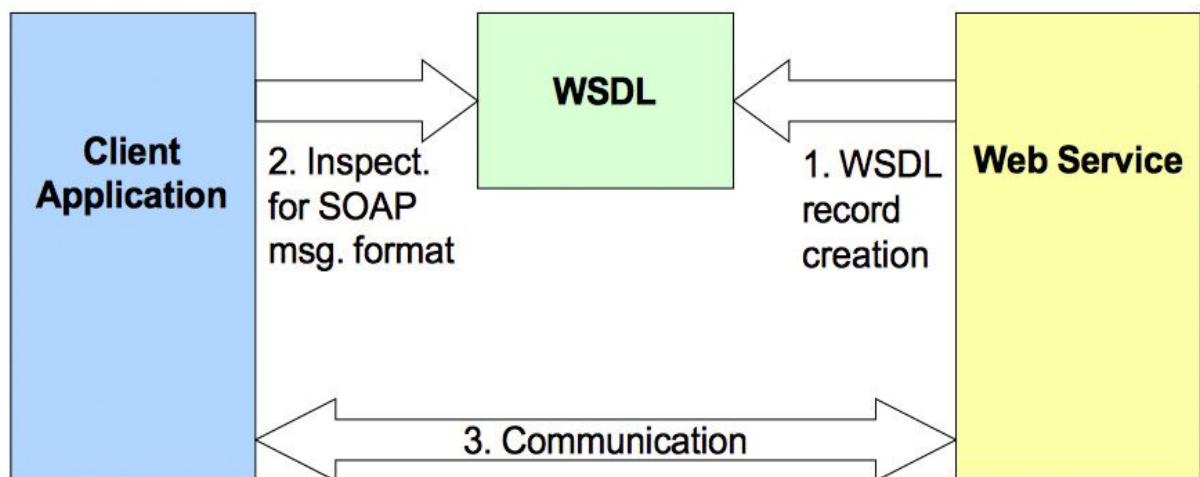 Client
Application
2. Inspect.
for SOAP
msg. format
WSDL
1. WSDL
record
creation
Web Service
3. Communication